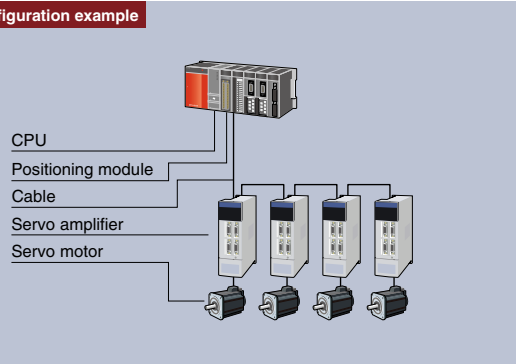 figuration example
CPU
Positioning module
Cable
Servo amplifier
Servo motor